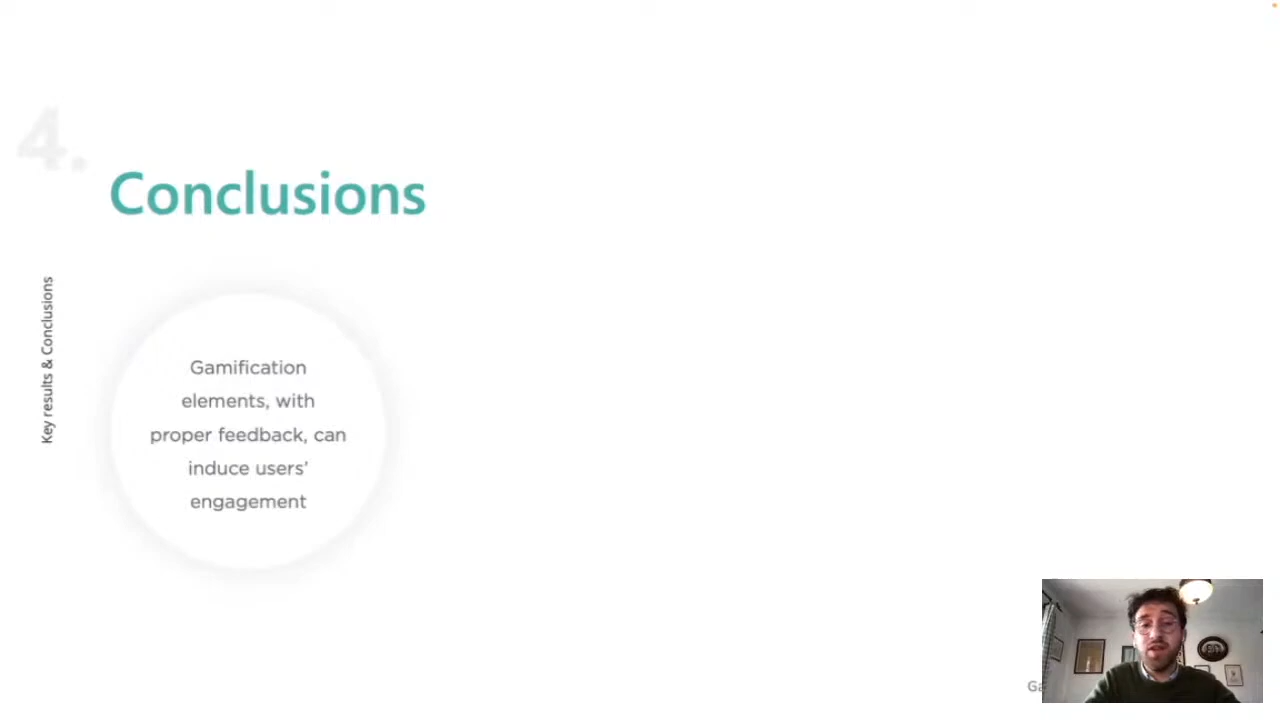 4.
Conclusions
Key results & Conclusions
Gamification
elements, with
proper feedback, can
induce users’
engagement